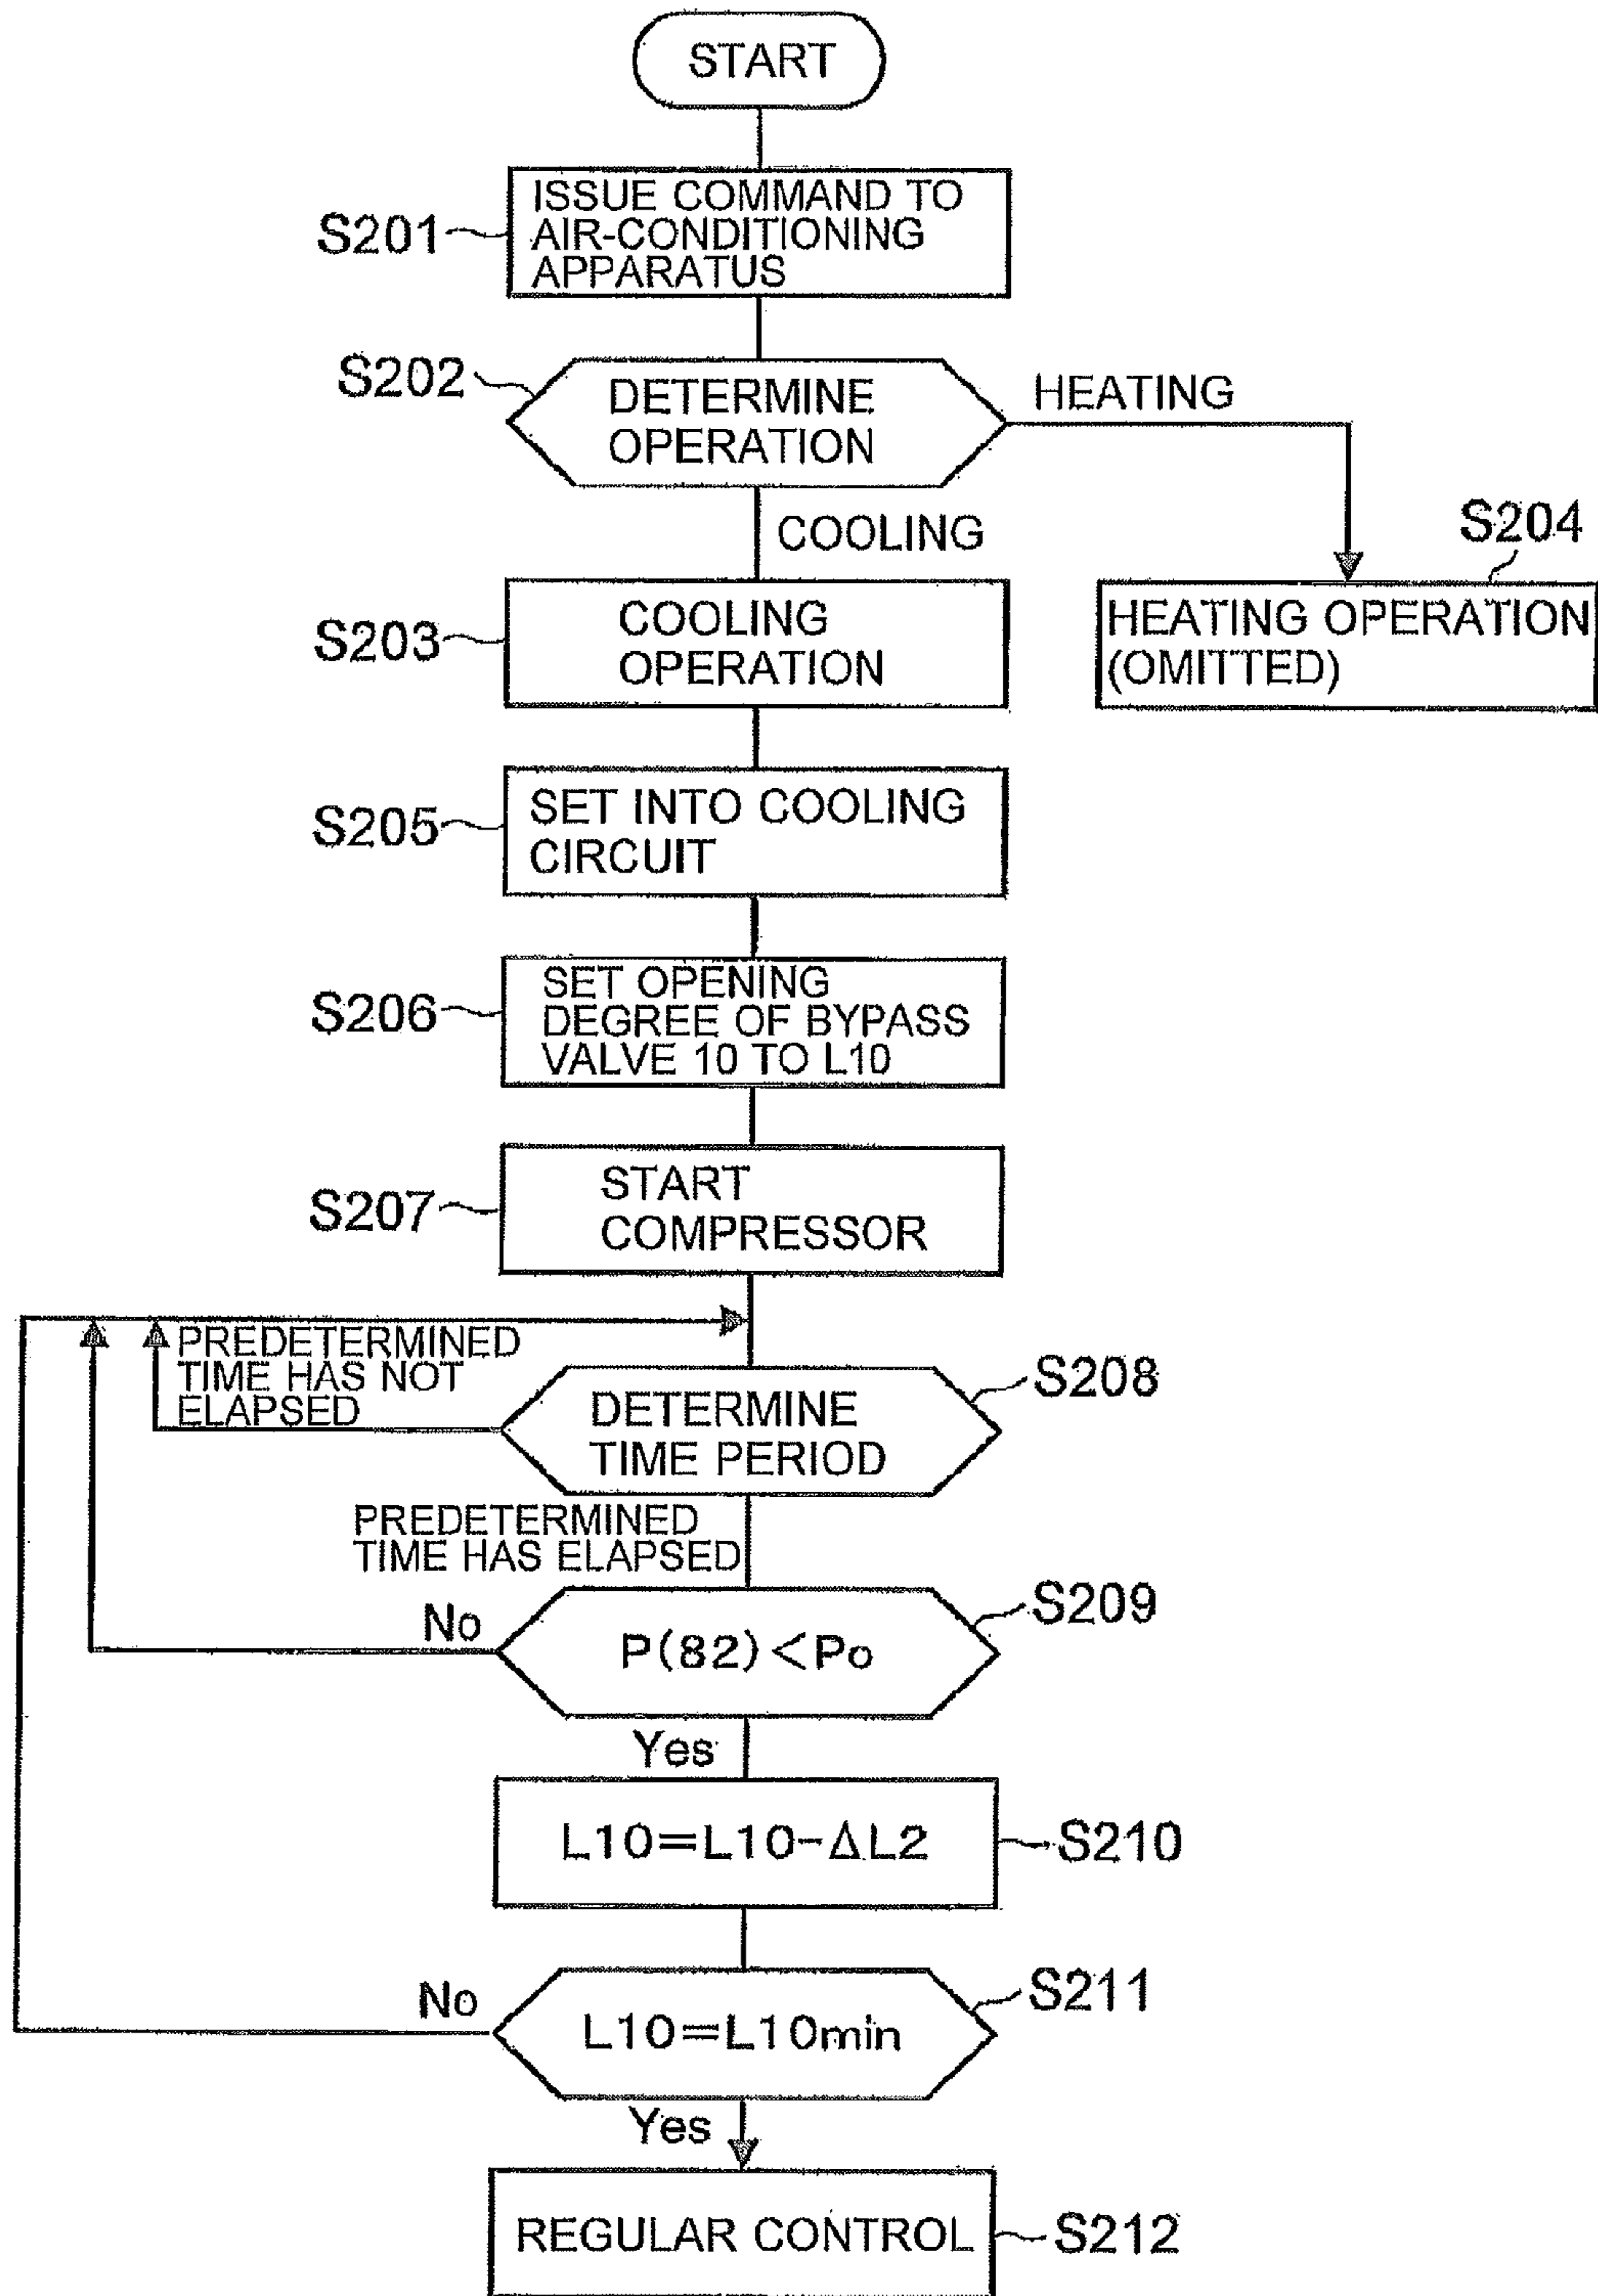 START
S201
ISSUE COMMAND TO
AIR-CONDITIONING
APPARATUS
S202
DETERMINE
OPERATION
HEATING
COOLING
S204
HEATING OPERATION
(OMITTED)
S203
COOLING
OPERATION
S205
SET INTO COOLING
CIRCUIT
S206
SET OPENING
DEGREE OF BYPASS
VALVE 10 TO L10
S207
START
COMPRESSOR
PREDETERMINED
TIME HAS NOT
ELAPSED
S208
DETERMINE
TIME PERIOD
PREDETERMINED
TIME HAS ELAPSED
S209
No
P(82)<Po
Yes
L10=L10-ΔL2
S210
No
S211
L10=L10min
Yes
REGULAR CONTROL
S212